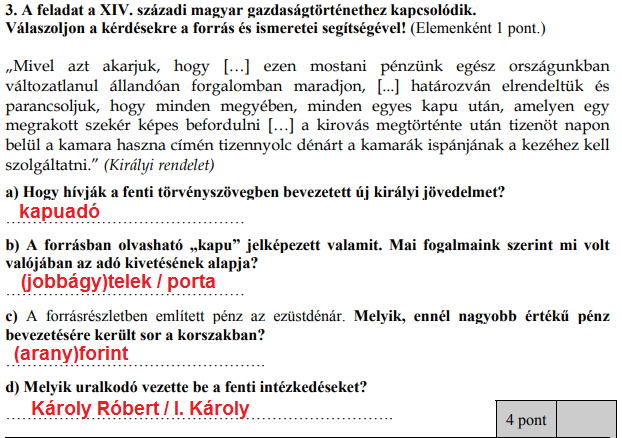 3. A feladat a XIV. századi magyar gazdaságtörténethez kapcsolódik.
Válaszoljon a kérdésekre a forrás és ismeretei segítségével! (Elemenként 1 pont.)
„Mivel azt akarjuk, hogy […] ezen mostani pénzünk egész országunkban
változatlanul állandóan forgalomban maradjon, [...] határozván elrendeltük és
parancsoljuk, hogy minden megyében, minden egyes kapu után, amelyen egy
megrakott szekér képes befordulni […] a kirovás megtörténte után tizenöt napon
belül a kamara haszna címén tizennyolc dénárt a kamarák ispánjának a kezéhez kell
szolgáltatni.” (Királyi rendelet)
a) Hogy hívják a fenti törvényszövegben bevezetett új királyi jövedelmet?
kapuadó
b) A forrásban olvasható „kapu” jelképezett valamit. Mai fogalmaink szerint mi volt
valójában az adó kivetésének alapja?
(jobbágy)telek / porta
c) A forrásrészletben említett pénz az ezüstdénár. Melyik, ennél nagyobb értékű pénz
bevezetésére került sor a korszakban?
(arany)forint
d) Melyik uralkodó vezette be a fenti intézkedéseket?
Károly Róbert / I. Károly
4 pont